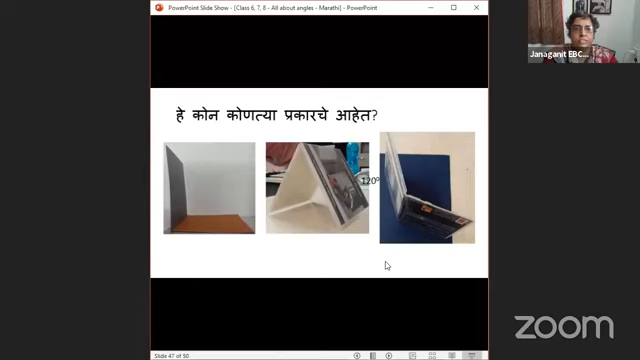 PowerPoint Slide Show - [Class 6, 7, 8 - All about angles - Marathi] - PowerPoint
Janaganit EBC...
हे कोन कोणत्या प्रकारचे आहेत?
120°
Slide 47 of 50
zoom